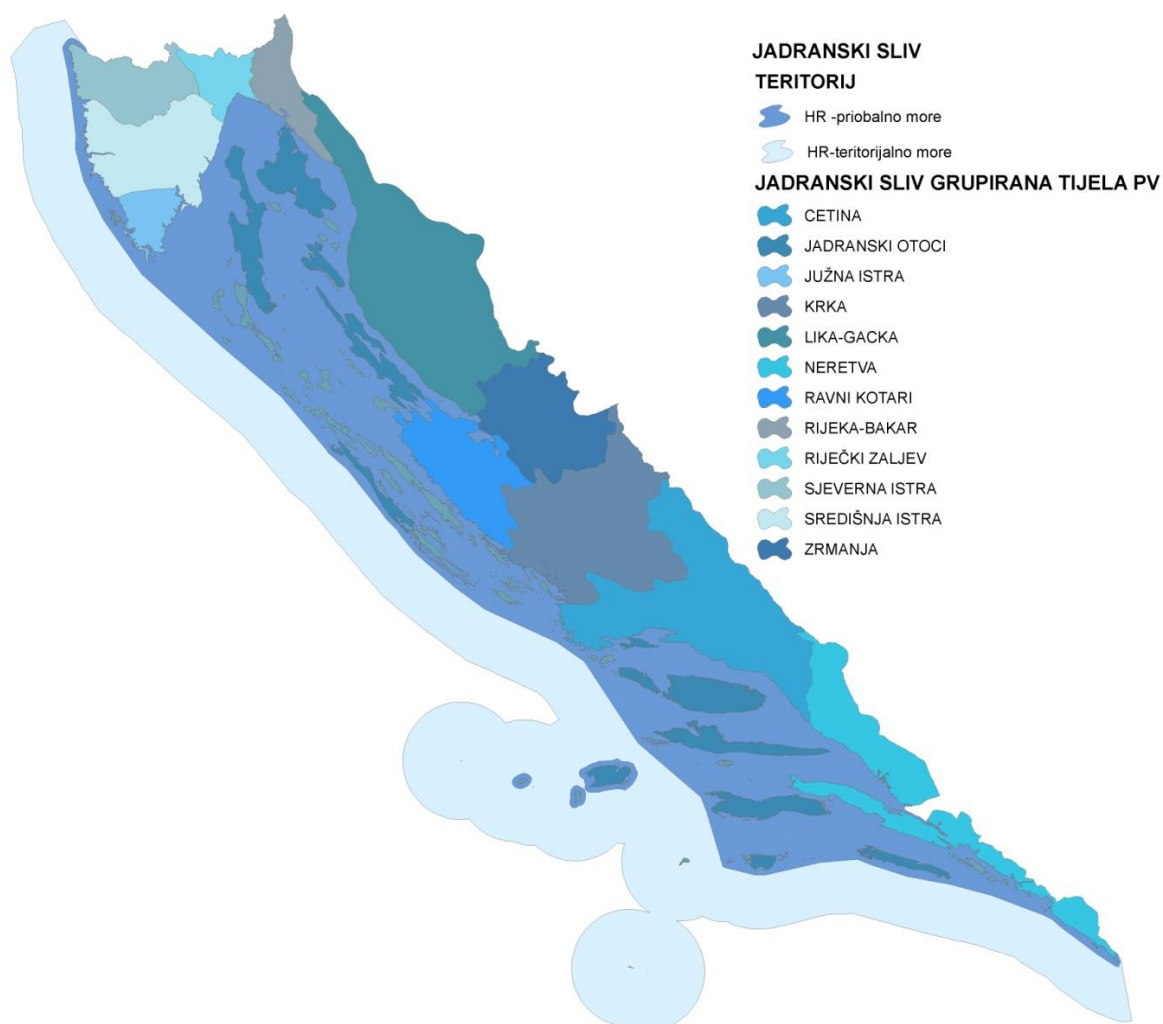 JADRANSKI SLIV
TERITORIJ
HR -priobalno more
HR-teritorijalno more
JADRANSKI SLIV GRUPIRANA TIJELA PV
CETINA
JADRANSKI OTOCI
JUŽNA ISTRA
KRKA
LIKA-GACKA
NERETVA
RAVNI KOTARI
RIJEKA-BAKAR
RIJEČKI ZALJEV
SJEVERNA ISTRA
SREDIŠNJA ISTRA
ZRMANJA